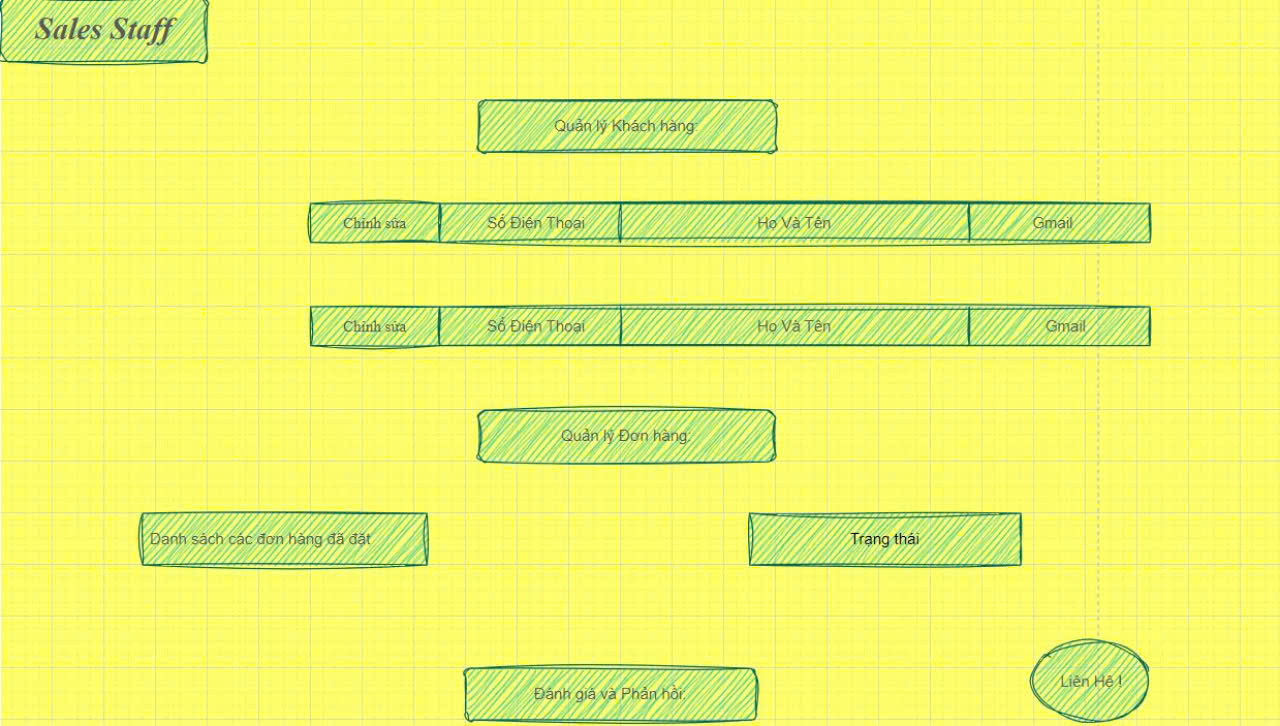 Sales Staff
Quản lý Khách hàng:
Chỉnh sửa Số Điện Thoại Họ Và Tên Gmail
Chỉnh sửa Số Điện Thoại Họ Và Tên Gmail
Quản lý Đơn hàng:
Danh sách các đơn hàng đã đặt Trạng thái
Liên Hệ !
Đánh giá và Phản hồi: